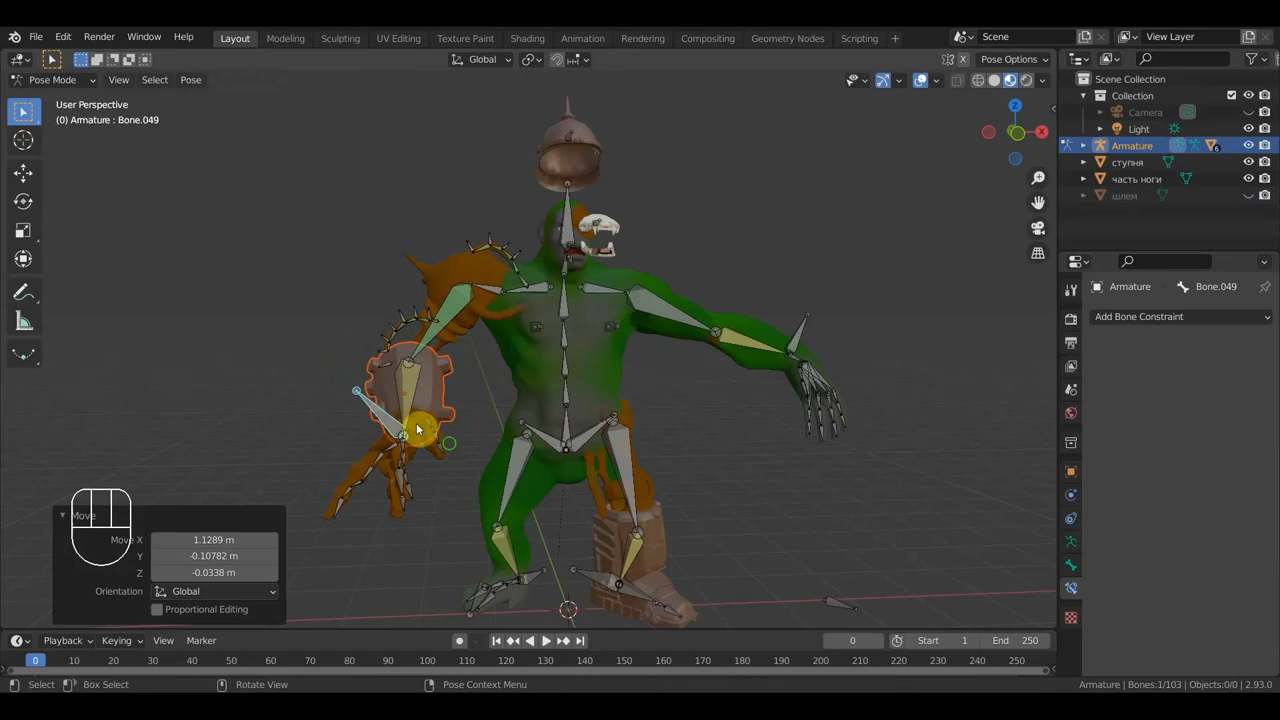 File Edit Render Window Help Layout Modeling Sculpting UV Editing Texture Paint Shading Animation Rendering Compositing Geometry Nodes Scripting + Scene View Layer
Global Pose Options
Pose Mode View Select Pose
User Perspective
(0) Armature : Bone.049
Scene Collection
Collection
Camera
Light
Armature 6
ступня
часть ноги
шлем
Z
X
Armature Bone.049
Add Bone Constraint
Move
Move X 1.1289 m
Y -0.10782 m
Z -0.0338 m
Orientation Global
Proportional Editing
Playback Keying View Marker 0 Start 1 End 250
0 10 20 30 40 50 60 70 80 90 100 110 120 130 140 150 160 170 180 190 200 210 220 230 240 250
Select Box Select Rotate View Pose Context Menu Armature | Bones:1/103 | Objects:0/0 | 2.93.0